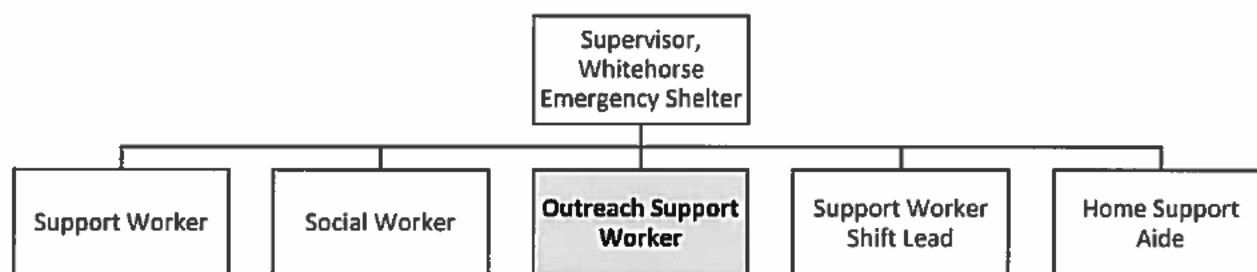 Supervisor,
Whitehorse
Emergency Shelter
Support Worker
Social Worker
Outreach Support
Worker
Support Worker
Shift Lead
Home Support
Aide